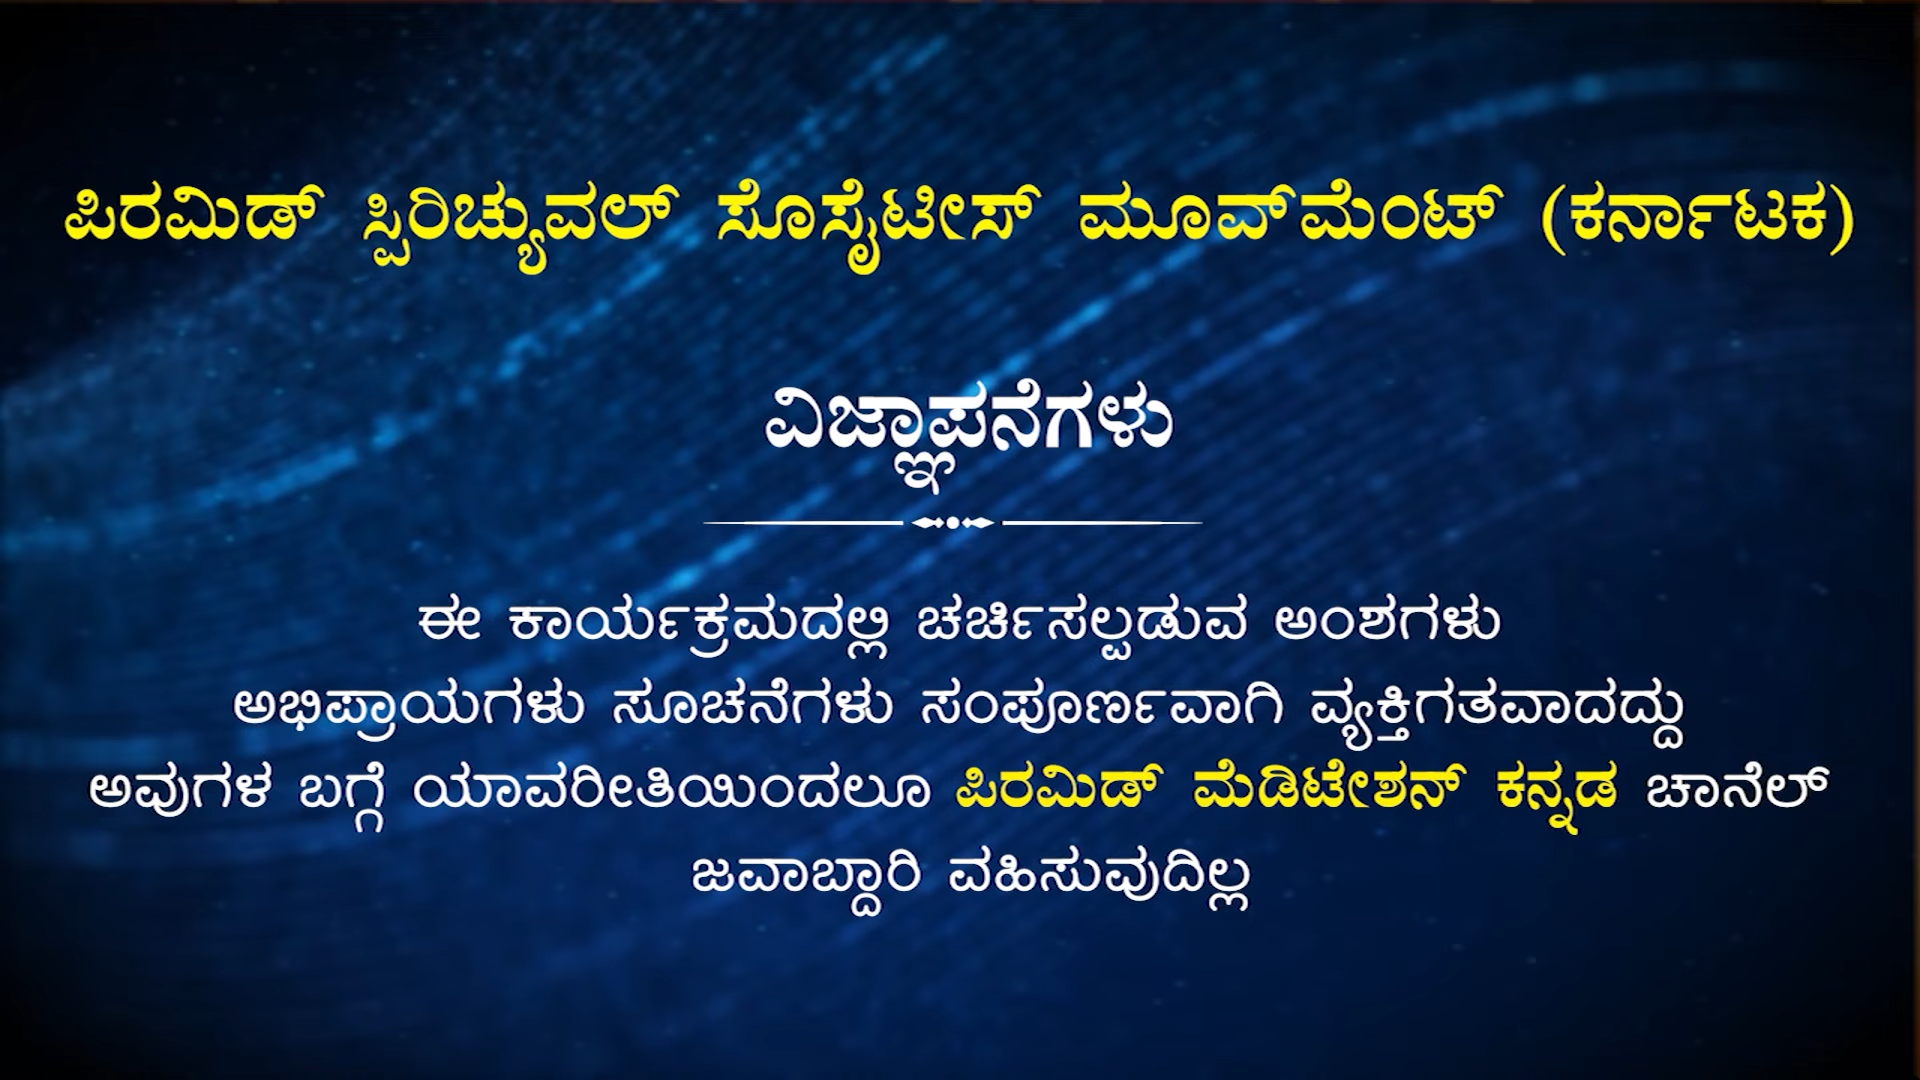 ಪಿರಮಿಡ್ ಸ್ಪಿರಿಚ್ಯುವಲ್ ಸೊಸೈಟೀಸ್ ಮೂವ್‌ಮೆಂಟ್ (ಕರ್ನಾಟಕ)
ವಿಜ್ಞಾಪನೆಗಳು
ಈ ಕಾರ್ಯಕ್ರಮದಲ್ಲಿ ಚರ್ಚಿಸಲ್ಪಡುವ ಅಂಶಗಳು
ಅಭಿಪ್ರಾಯಗಳು ಸೂಚನೆಗಳು ಸಂಪೂರ್ಣವಾಗಿ ವ್ಯಕ್ತಿಗತವಾದದ್ದು
ಅವುಗಳ ಬಗ್ಗೆ ಯಾವರೀತಿಯಿಂದಲೂ ಪಿರಮಿಡ್ ಮೆಡಿಟೇಶನ್ ಕನ್ನಡ ಚಾನೆಲ್
ಜವಾಬ್ದಾರಿ ವಹಿಸುವುದಿಲ್ಲ